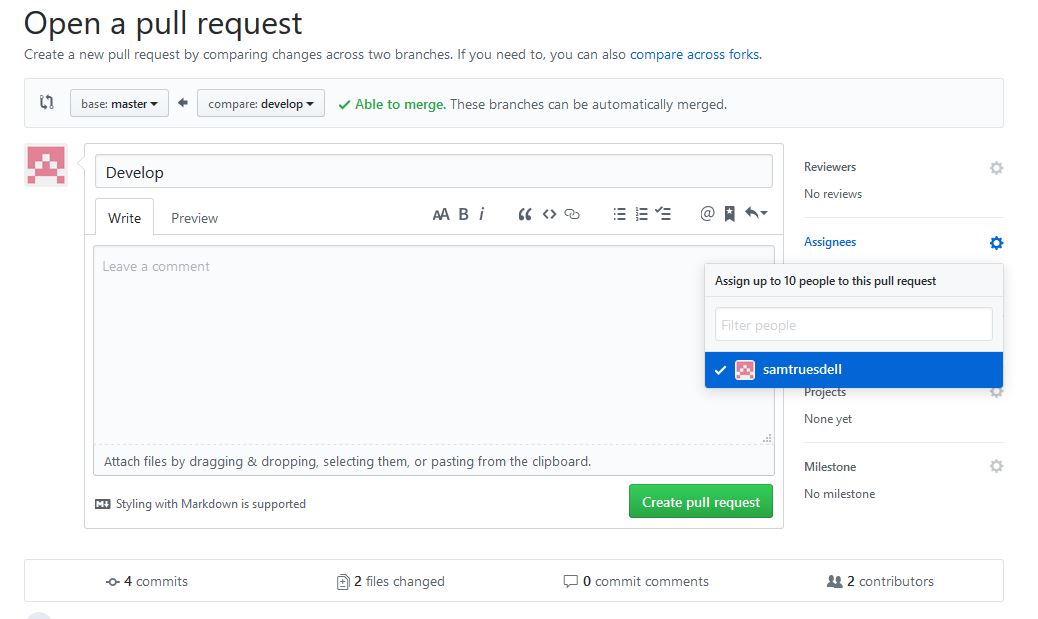 Open a pull request
Create a new pull request by comparing changes across two branches. If you need to, you can also compare across forks.
base: master
compare: develop
Able to merge. These branches can be automatically merged.
Develop
Write
Preview
AA B i
@
Leave a comment
Attach files by dragging & dropping, selecting them, or pasting from the clipboard.
Styling with Markdown is supported
Create pull request
Reviewers
No reviews
Assignees
Assign up to 10 people to this pull request
Filter people
samtruesdell
Projects
None yet
Milestone
No milestone
4 commits
2 files changed
0 commit comments
2 contributors